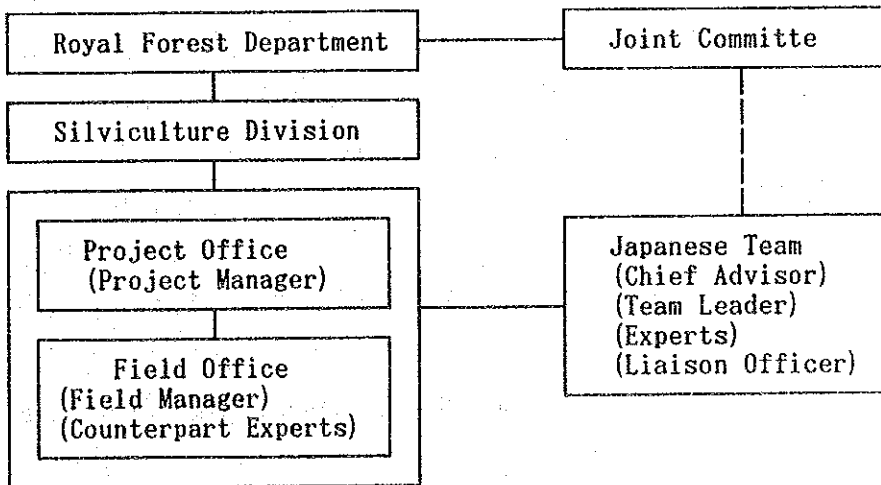 Royal Forest Department
Joint Committe
Silviculture Division
Project Office
(Project Manager)
Field Office
(Field Manager)
(Counterpart Experts)
Japanese Team
(Chief Advisor)
(Team Leader)
(Experts)
(Liaison Officer)